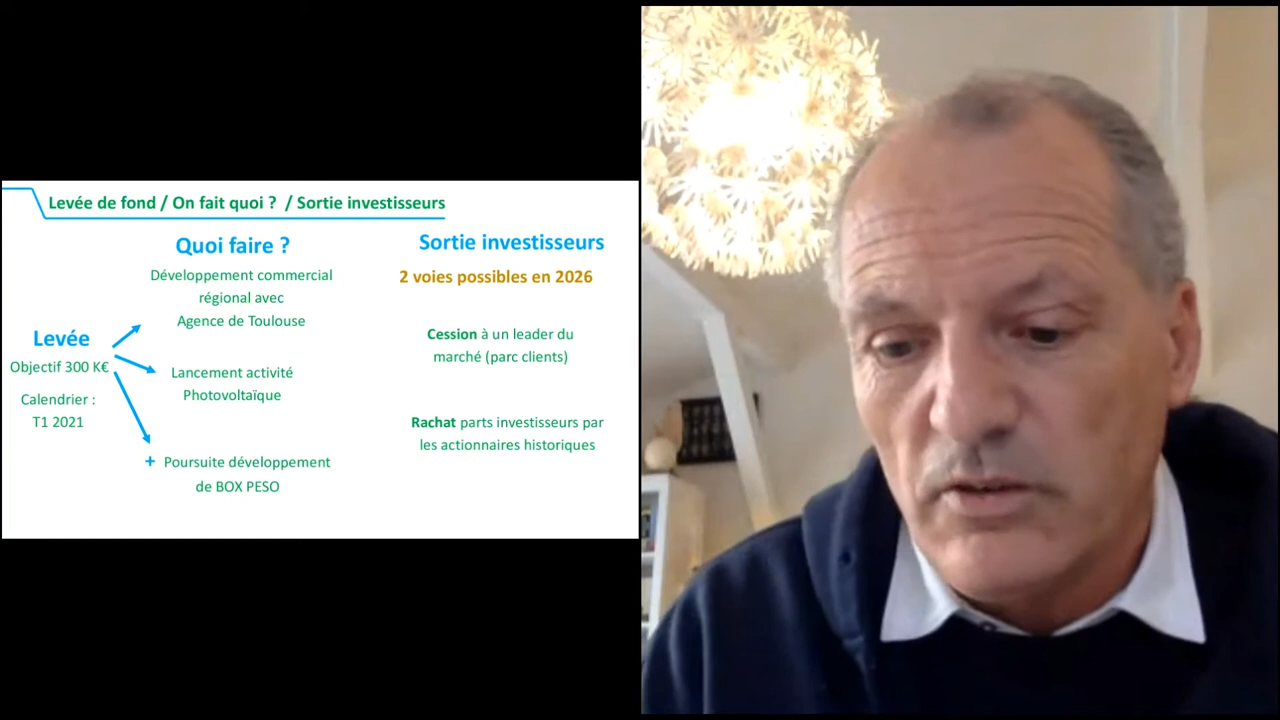 Levée de fond / On fait quoi ? / Sortie investisseurs
Quoi faire ?
Développement commercial
régional avec
Agence de Toulouse
Levée
Objectif 300 K€
Calendrier :
T1 2021
Lancement activité
Photovoltaïque
+ Poursuite développement
de BOX PESO
Sortie investisseurs
2 voies possibles en 2026
Cession à un leader du
marché (parc clients)
Rachat parts investisseurs par
les actionnaires historiques